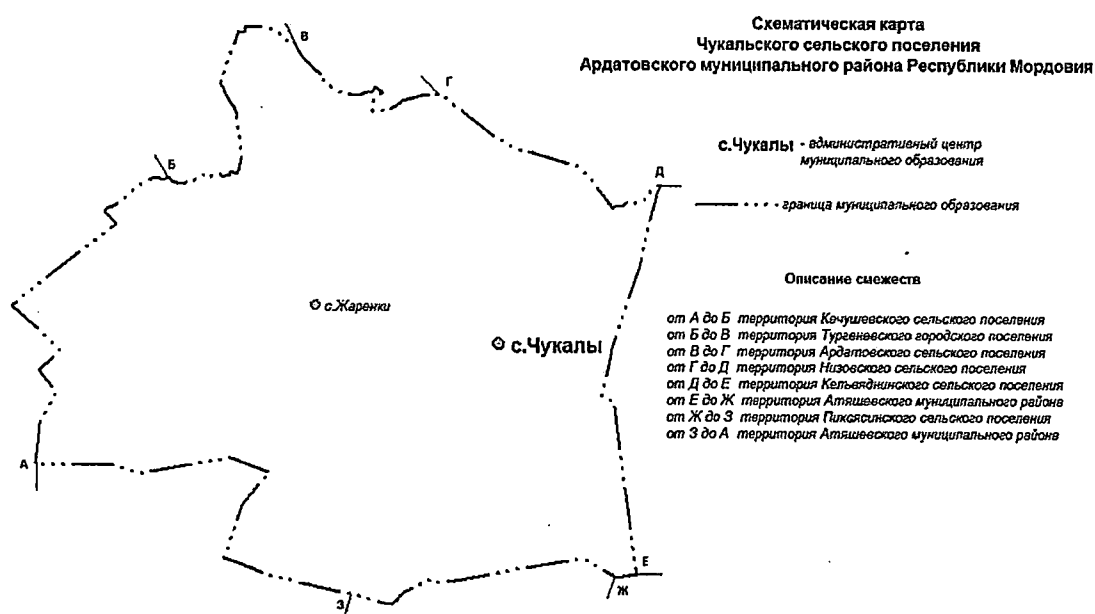 Схематическая карта
Чукальского сельского поселения
Ардатовского муниципального района Республики Мордовия
с.Чукалы - административный центр
муниципального образования
граница муниципального образования
Описание смежеств
от А до Б территория Качушевского сельского поселения
от Б до В территория Тургеневского городского поселения
от В до Г территория Ардатовского сельского поселения
от Г до Д территория Низовского сельского поселения
от Д до Е территория Кельвяднинского сельского поселения
от Е до Ж территория Атяшевского муниципального района
от Ж до З территория Пиксясинского сельского поселения
от З до А территория Атяшевского муниципального района
В
Г
Б
Д
с.Жаренки
с.Чукалы
А
Е
Ж
З